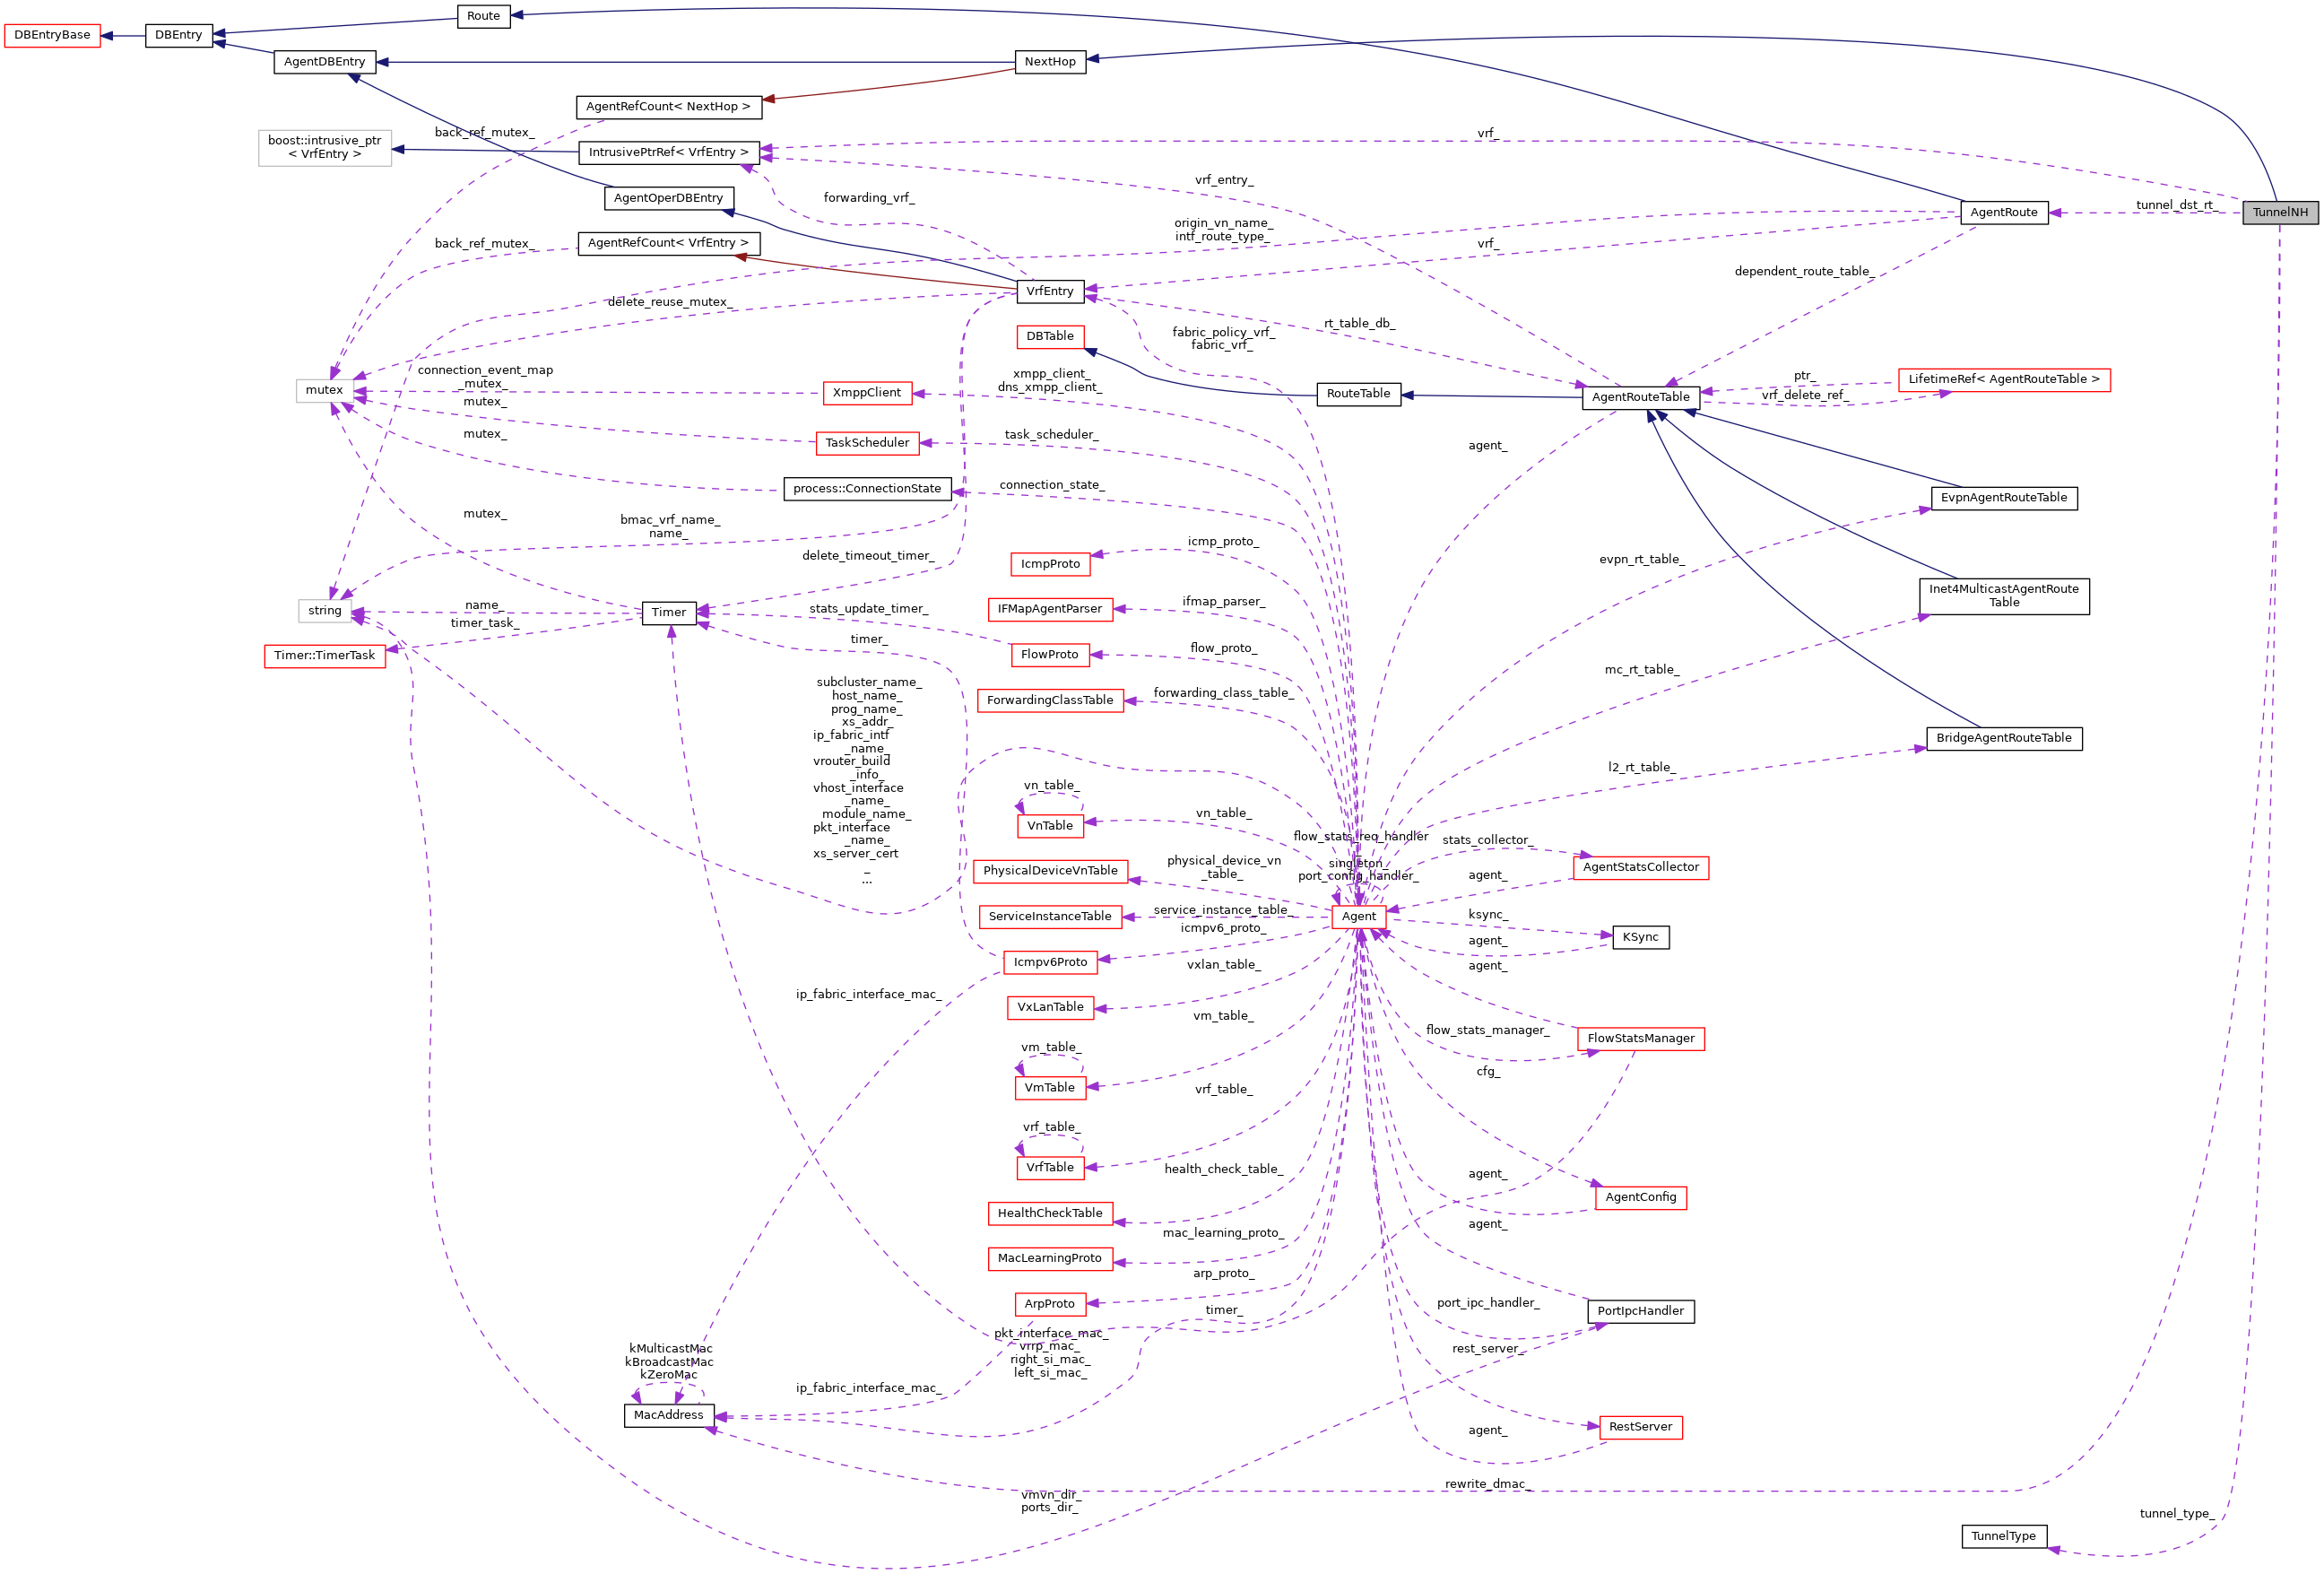 Route
DBEntryBase
DBEntry
AgentDBEntry
NextHop
AgentRefCount< NextHop >
back_ref_mutex_
vrf_
boost::intrusive_ptr
< VrfEntry >
IntrusivePtrRef< VrfEntry >
vrf_entry_
AgentOperDBEntry
forwarding_vrf_
tunnel_dst_rt_
AgentRoute
TunnelNH
origin_vn_name_
intf_route_type_
AgentRefCount< VrfEntry >
back_ref_mutex_
vrf_
dependent_route_table_
VrfEntry
delete_reuse_mutex_
rt_table_db_
DBTable
fabric_policy_vrf_
fabric_vrf_
connection_event_map
_mutex_
xmpp_client_
dns_xmpp_client_
ptr_
LifetimeRef< AgentRouteTable >
mutex
XmppClient
RouteTable
AgentRouteTable
vrf_delete_ref_
mutex_
task_scheduler_
TaskScheduler
mutex_
agent_
connection_state_
process::ConnectionState
EvpnAgentRouteTable
mutex_
bmac_vrf_name_
name_
icmp_proto_
delete_timeout_timer_
evpn_rt_table_
IcmpProto
Inet4MulticastAgentRoute
Table
string
name_
Timer
stats_update_timer_
IFMapAgentParser
ifmap_parser_
timer_task_
timer_
flow_proto_
Timer::TimerTask
FlowProto
mc_rt_table_
subcluster_name_
host_name_
prog_name_
xs_addr_
ip_fabric_intf
_name_
vrouter_build
_info_
vhost_interface
_name_
module_name_
pkt_interface
_name_
xs_server_cert
_
...
forwarding_class_table_
ForwardingClassTable
BridgeAgentRouteTable
l2_rt_table_
vn_table_
VnTable
vn_table_
flow_stats_req_handler
_
singleton_
port_config_handler_
stats_collector_
physical_device_vn
_table_
PhysicalDeviceVnTable
AgentStatsCollector
agent_
service_instance_table_
ServiceInstanceTable
Agent
ksync_
icmpv6_proto_
KSync
agent_
Icmpv6Proto
vxlan_table_
agent_
ip_fabric_interface_mac_
VxLanTable
vm_table_
flow_stats_manager_
FlowStatsManager
vm_table_
VmTable
cfg_
vrf_table_
vrf_table_
VrfTable
health_check_table_
agent_
AgentConfig
HealthCheckTable
mac_learning_proto_
agent_
MacLearningProto
arp_proto_
ArpProto
timer_
port_ipc_handler_
PortIpcHandler
pkt_interface_mac_
vrrp_mac_
right_si_mac_
left_si_mac_
kMulticastMac
kBroadcastMac
kZeroMac
rest_server_
ip_fabric_interface_mac_
MacAddress
agent_
RestServer
rewrite_dmac_
vmvn_dir_
ports_dir_
tunnel_type_
TunnelType